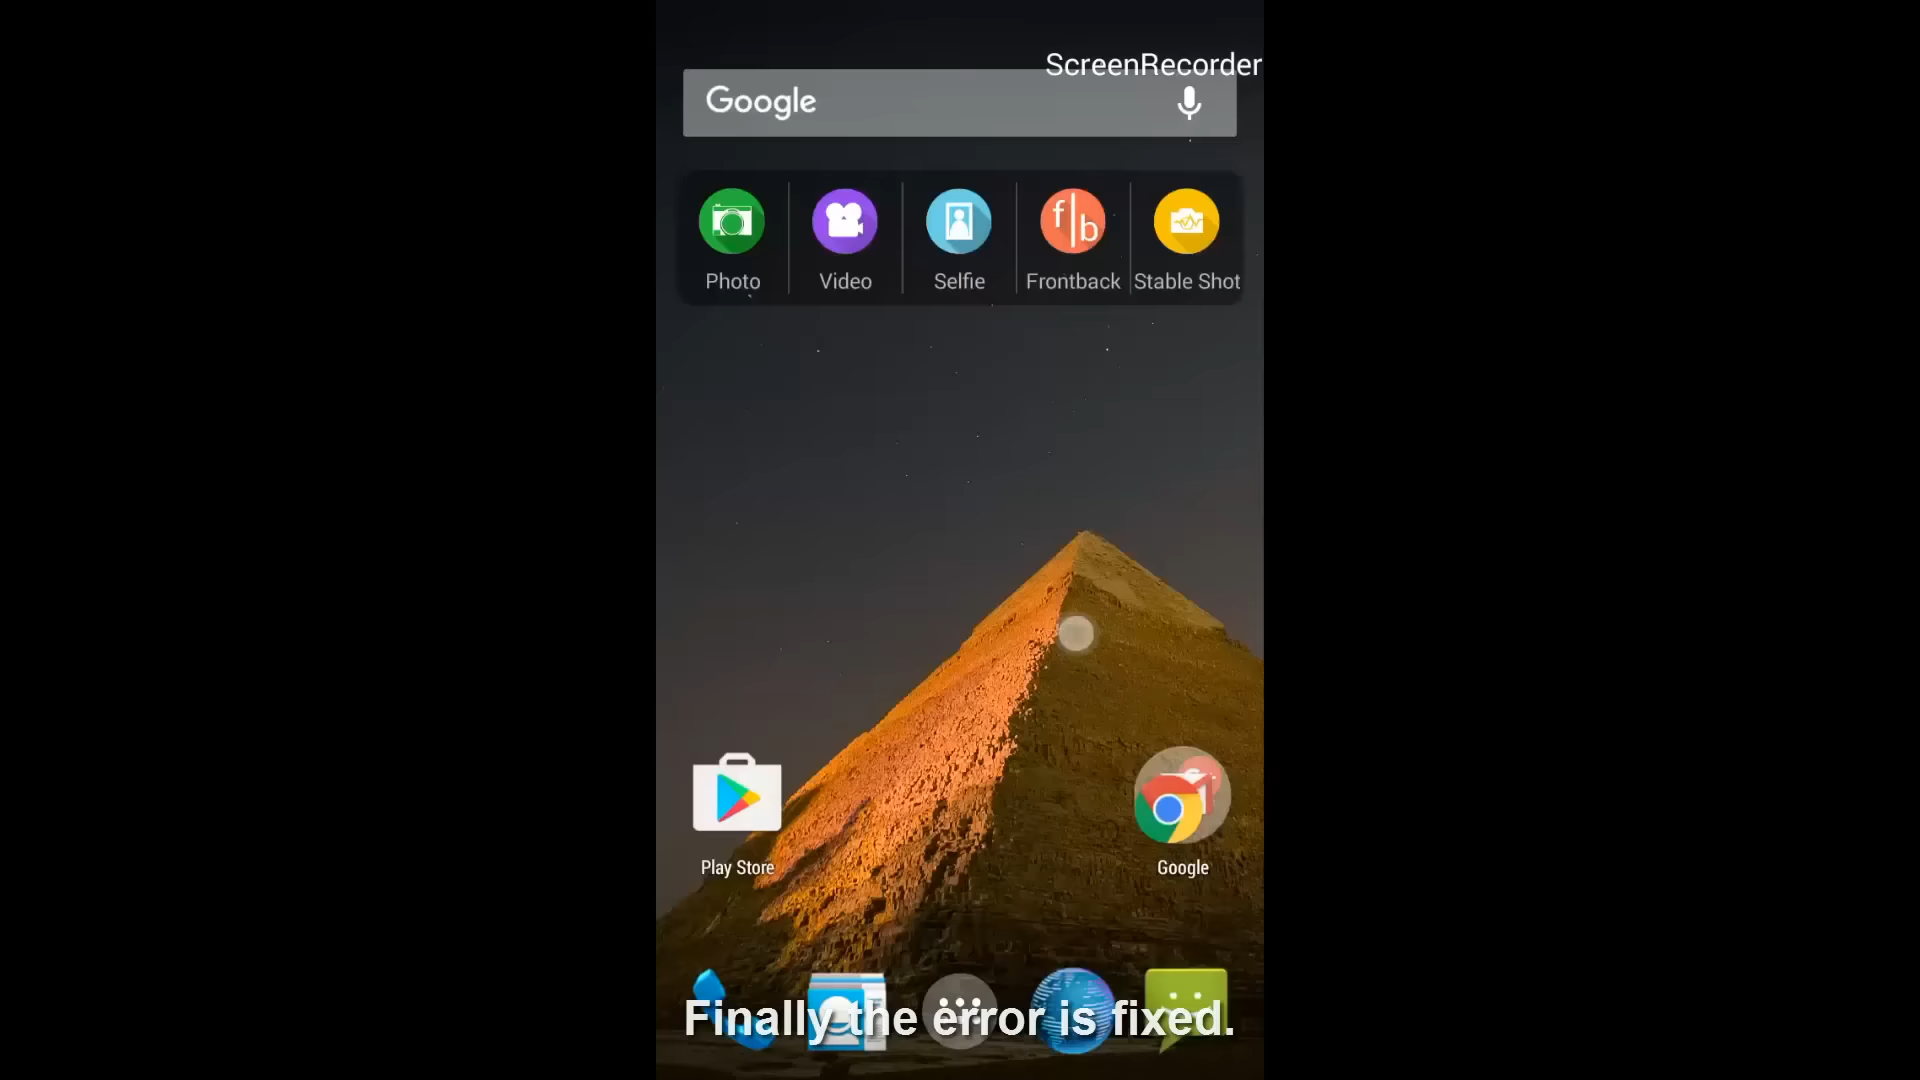 ScreenRecorder
Google
Photo
Video
Selfie
f|b
Frontback
Stable Shot
Play Store
Google
Finally the error is fixed.